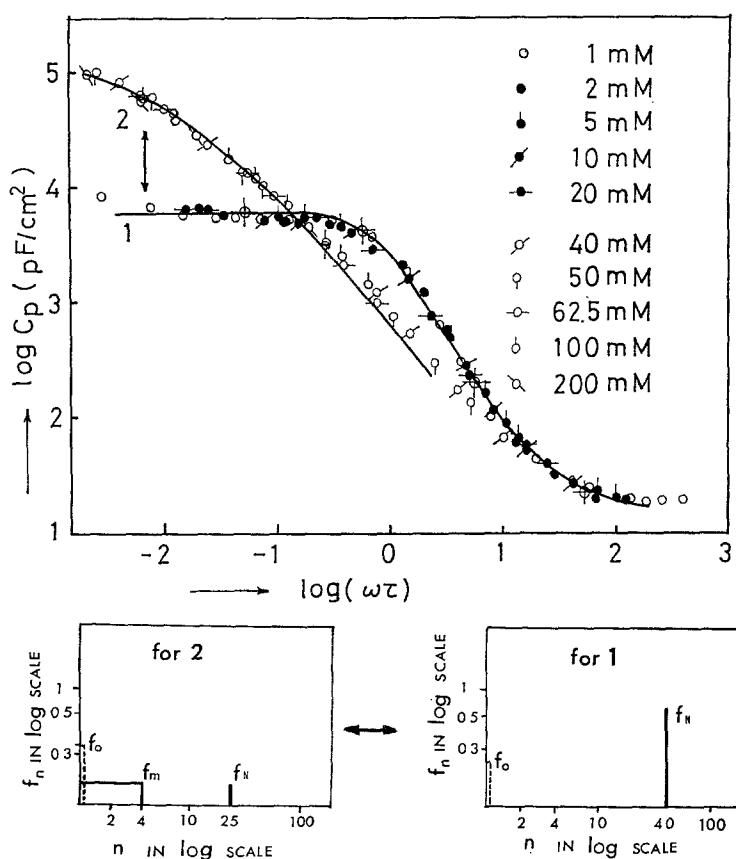 log Cp (pF/cm²)
5
4
3
2
1
2
1
1 mM
2 mM
5 mM
10 mM
20 mM
40 mM
50 mM
62.5 mM
100 mM
200 mM
-2
-1
0
1
2
3
log(ωτ)
for 2
fn IN log SCALE
1
0.5
0.3
fo
fm
fN
2
4
10
25
100
n IN log SCALE
for 1
fn IN log SCALE
1
0.5
0.3
fo
fN
2
4
10
40
100
n IN log SCALE